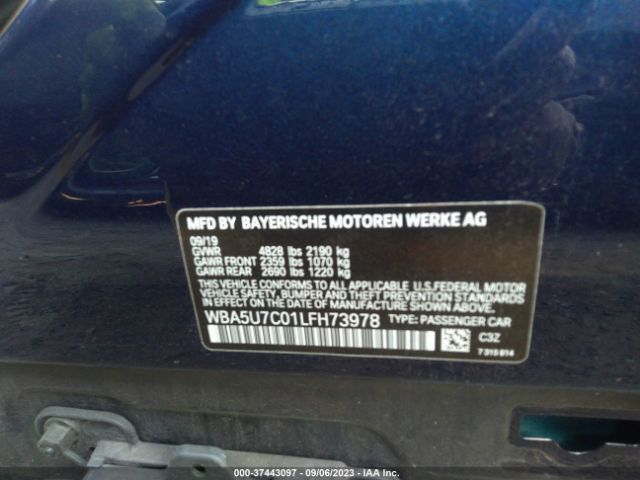 MFD BY BAYERISCHE MOTOREN WERKE AG
09/19
GVWR 4828 lbs 2190 kg
GAWR FRONT 2359 lbs 1070 kg
GAWR REAR 2690 lbs 1220 kg
THIS VEHICLE CONFORMS TO ALL APPLICABLE U.S.FEDERAL MOTOR
VEHICLE SAFETY, BUMPER AND THEFT PREVENTION STANDARDS
IN EFFECT ON THE DATE OF MANUFACTURE SHOWN ABOVE.
WBA5U7C01LFH73978 TYPE: PASSENGER CAR
C3Z
7 315 814
000-37443097 - 09/06/2023 - IAA Inc.